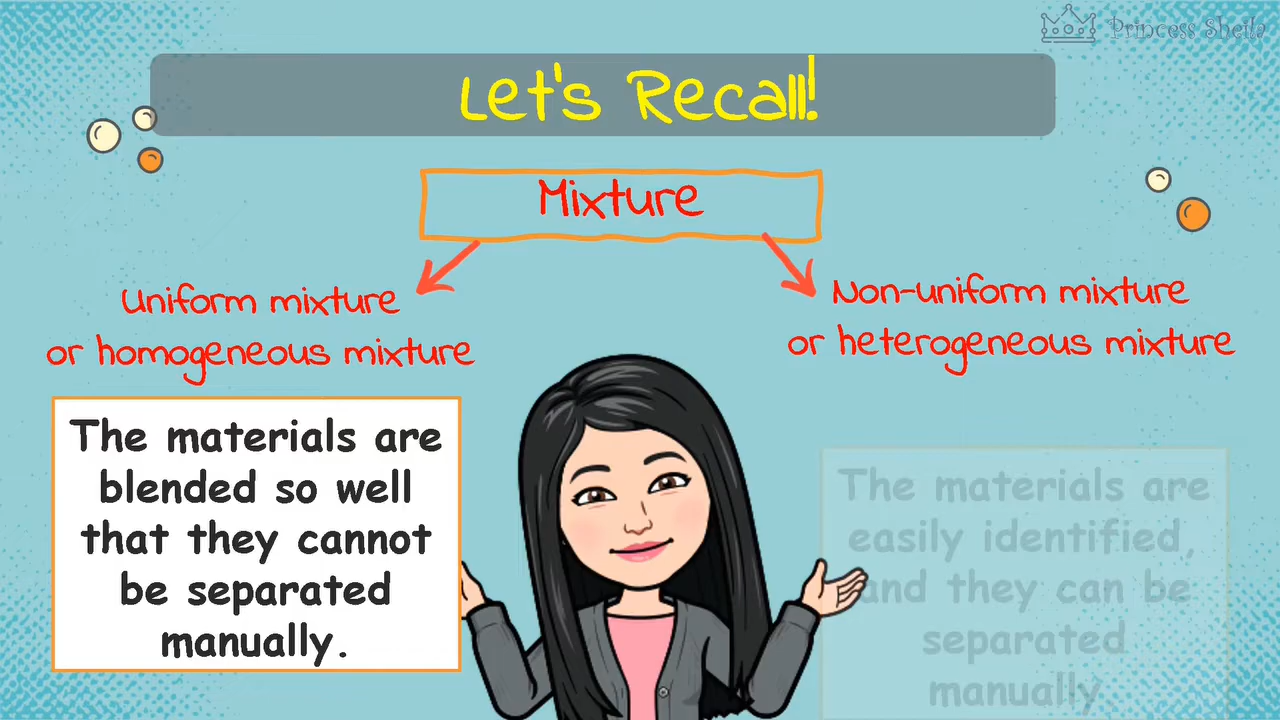 Princess Sheila
Let's Recall!
Mixture
Uniform mixture
or homogeneous mixture
Non-uniform mixture
or heterogeneous mixture
The materials are
blended so well
that they cannot
be separated
manually.
The materials are
easily identified,
and they can be
separated
manually.